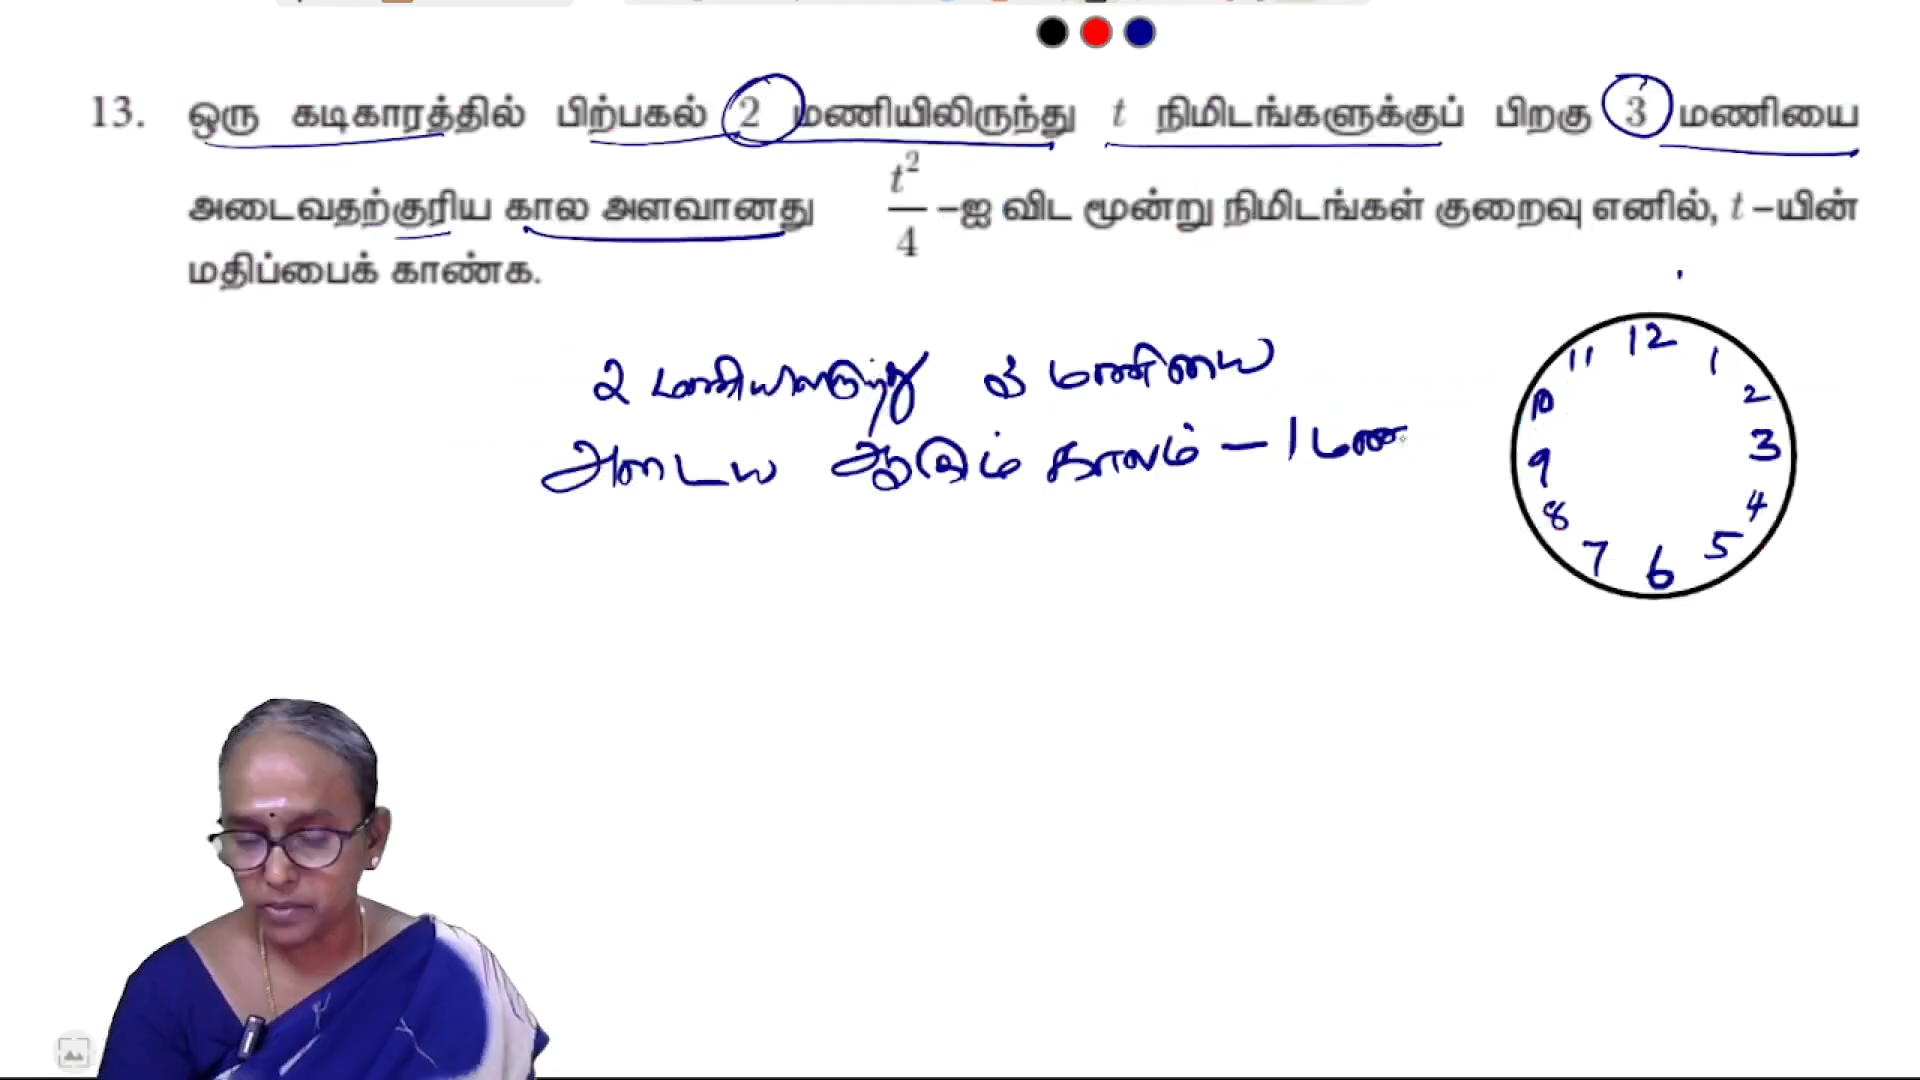 13. ஒரு கடிகாரத்தில் பிற்பகல் 2 மணியிலிருந்து t நிமிடங்களுக்குப் பிறகு 3 மணியை
அடைவதற்குரிய கால அளவானது t²/4 –ஐ விட மூன்று நிமிடங்கள் குறைவு எனில், t –யின்
மதிப்பைக் காண்க.
2 மணியிலிருந்து 3 மணியை
அடைய ஆகும் காலம் – 1 மண
12
11 1
10 2
9 3
8 4
7 5
6